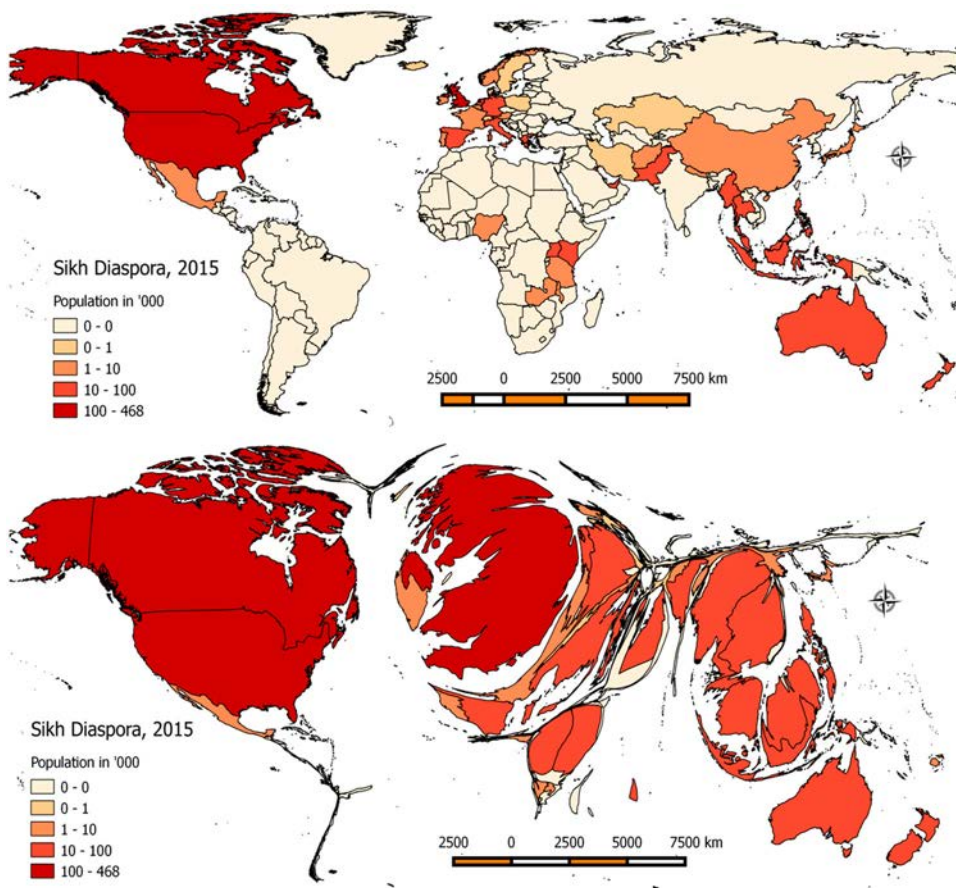 Sikh Diaspora, 2015
Population in '000
0 - 0
0 - 1
1 - 10
10 - 100
100 - 468
2500 0 2500 5000 7500 km
Sikh Diaspora, 2015
Population in '000
0 - 0
0 - 1
1 - 10
10 - 100
100 - 468
2500 0 2500 5000 7500 km